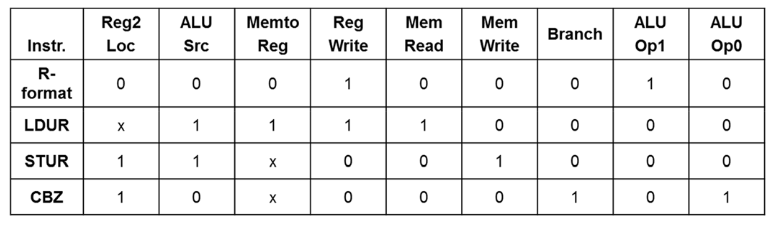 Instr. Reg2 Loc ALU Src Memto Reg Reg Write Mem Read Mem Write Branch ALU Op1 ALU Op0
R-format 0 0 0 1 0 0 0 1 0
LDUR x 1 1 1 1 0 0 0 0
STUR 1 1 x 0 0 1 0 0 0
CBZ 1 0 x 0 0 0 1 0 1